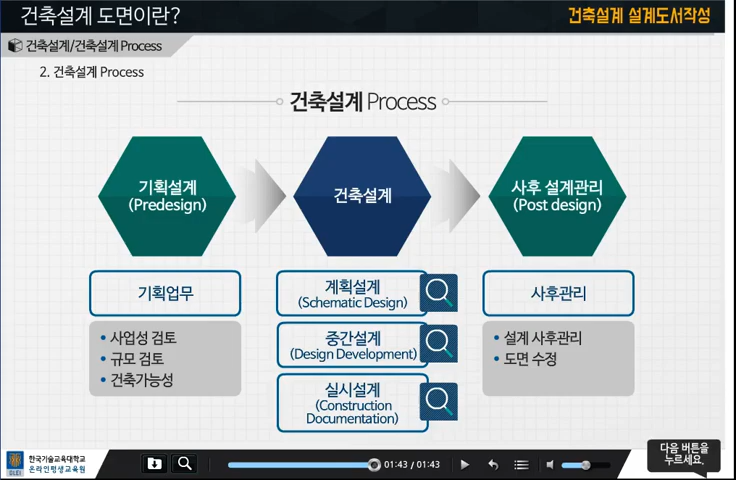 건축설계 도면이란?
건축설계 설계도서작성
건축설계/건축설계 Process
2. 건축설계 Process
건축설계 Process
기획설계
(Predesign)
건축설계
사후 설계관리
(Post design)
기획업무
계획설계
(Schematic Design)
사후관리
• 사업성 검토
• 규모 검토
• 건축가능성
중간설계
(Design Development)
• 설계 사후관리
• 도면 수정
실시설계
(Construction
Documentation)
한국기술교육대학교
온라인평생교육원
OLEI
01:43 / 01:43
다음 버튼을
누르세요.